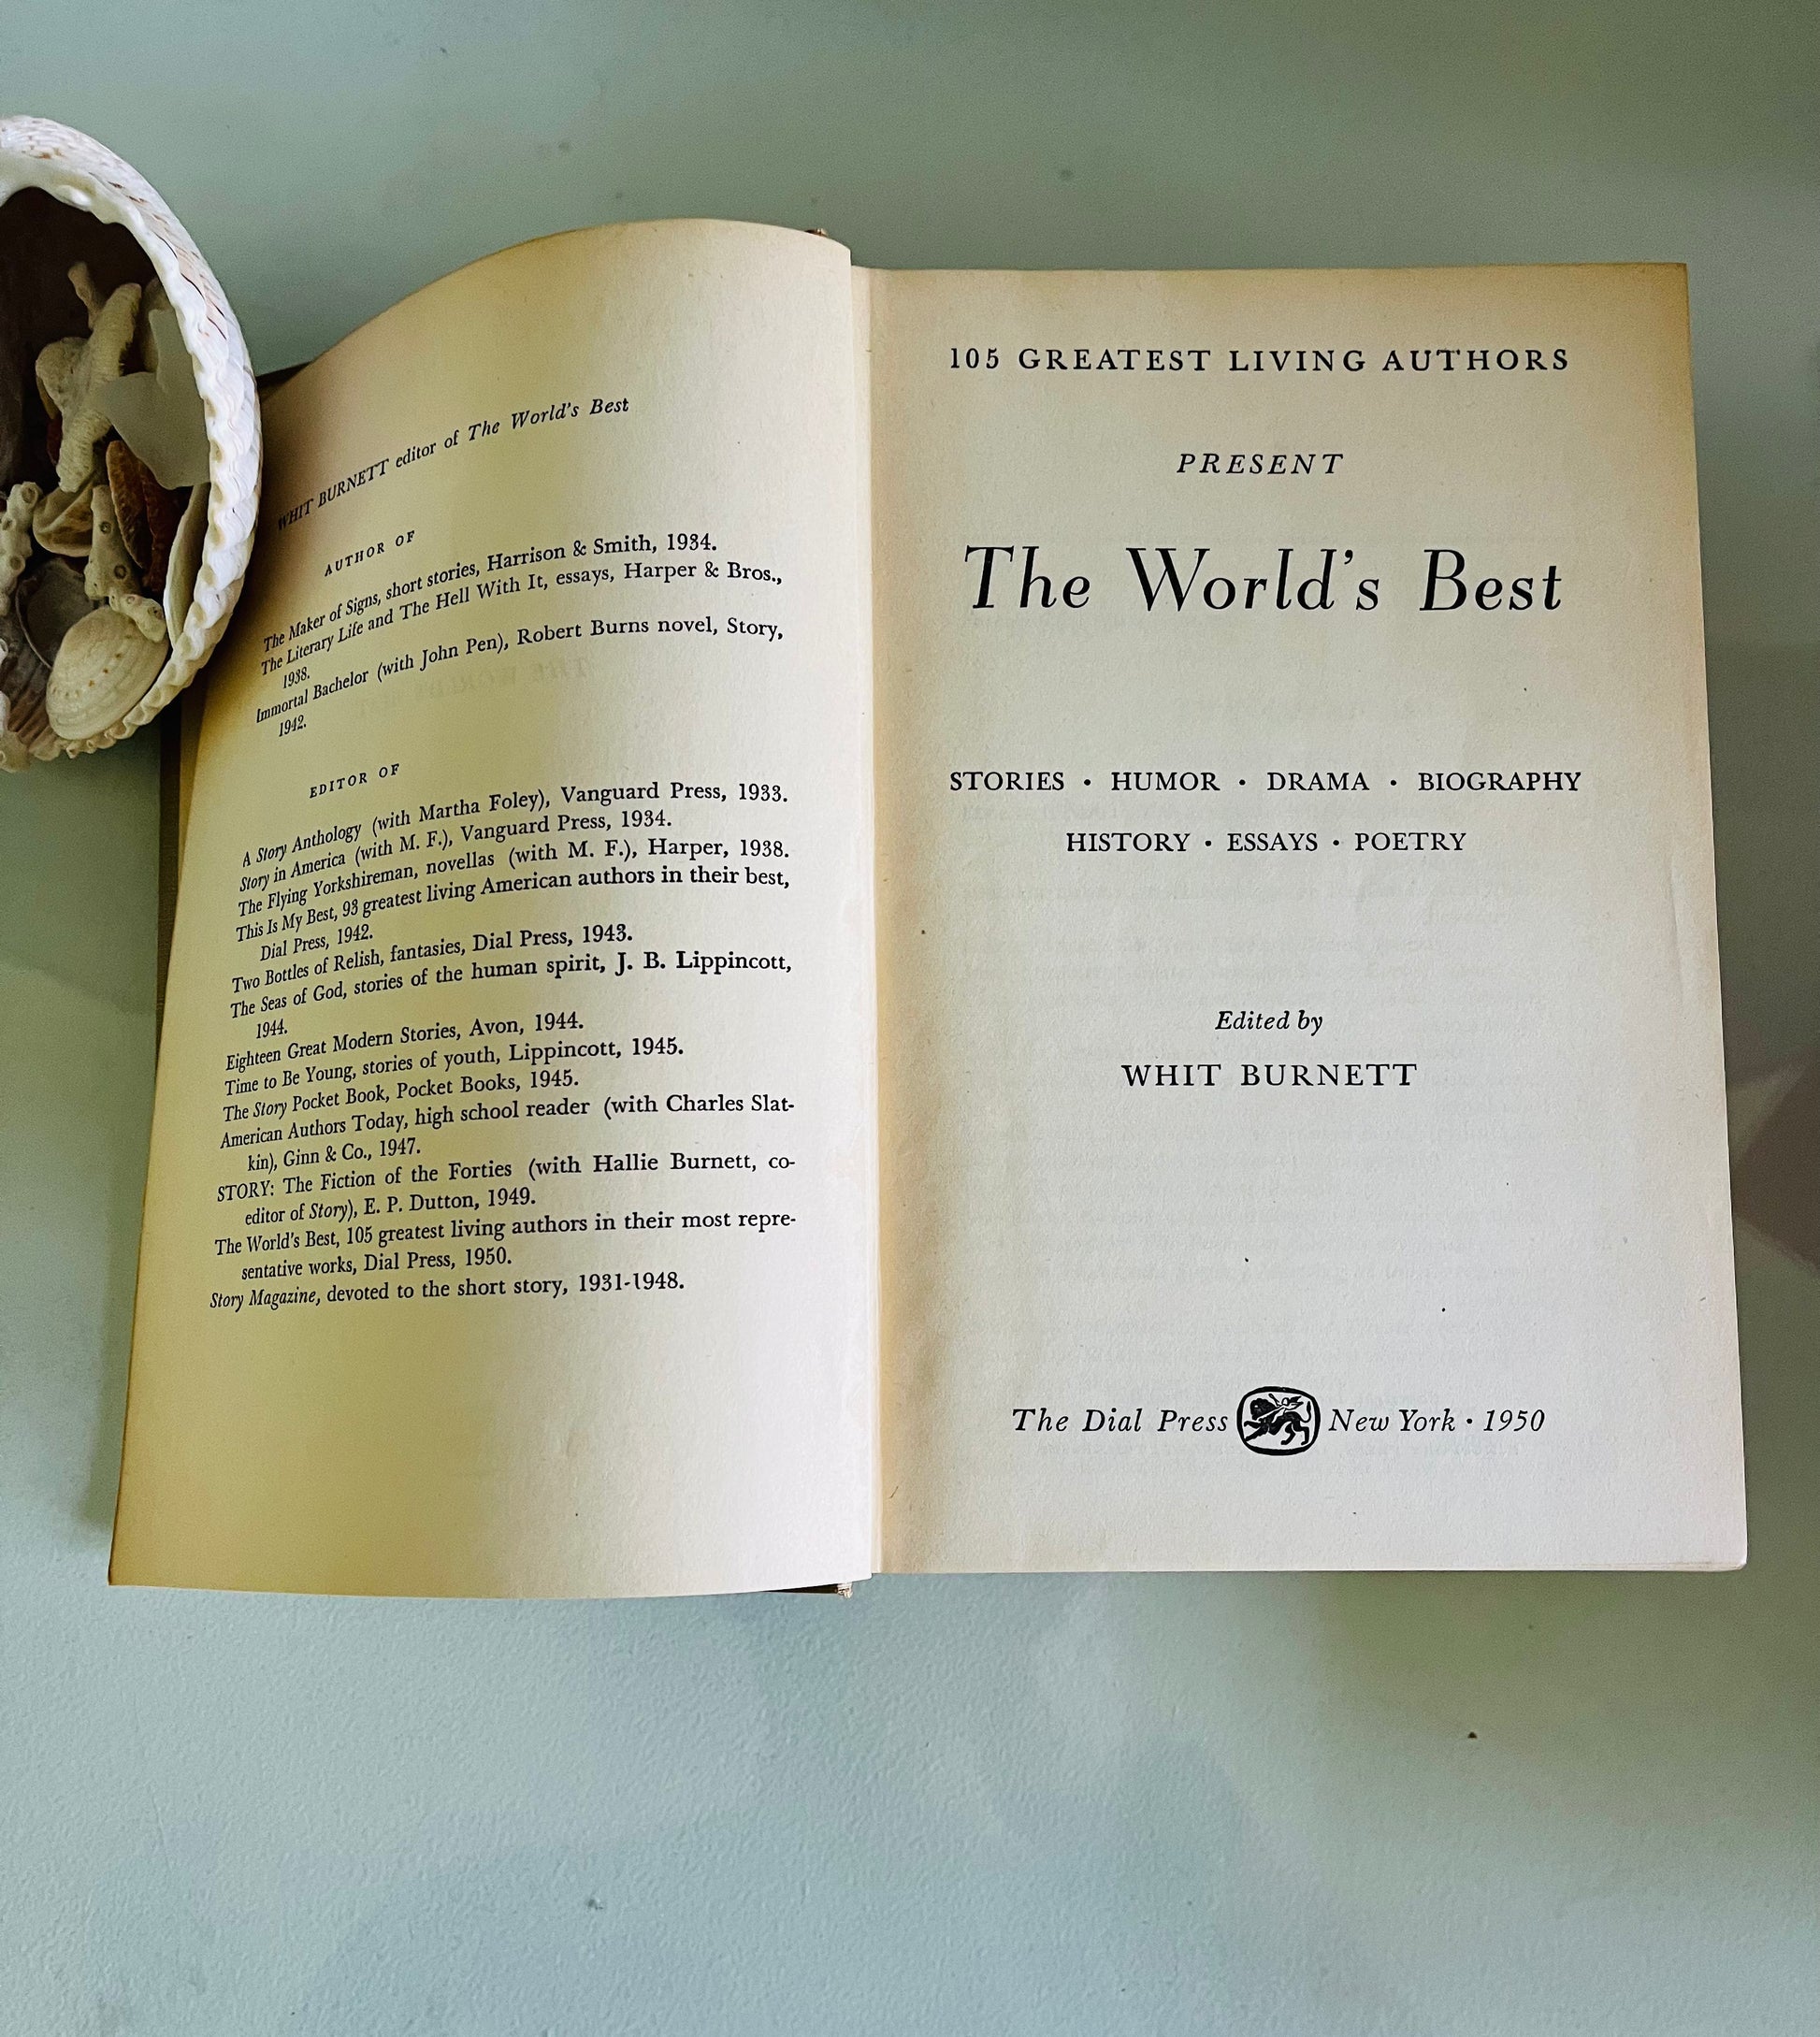 WHIT BURNETT editor of The World's Best
AUTHOR OF
The Maker of Signs, short stories, Harrison & Smith, 1934.
The Literary Life and The Hell With It, essays, Harper & Bros.,
1938.
Immortal Bachelor (with John Pen), Robert Burns novel, Story,
1942.
EDITOR OF
A Story Anthology (with Martha Foley), Vanguard Press, 1933.
Story in America (with M. F.), Vanguard Press, 1934.
The Flying Yorkshireman, novellas (with M. F.), Harper, 1938.
This Is My Best, 93 greatest living American authors in their best,
Dial Press, 1942.
Two Bottles of Relish, fantasies, Dial Press, 1943.
The Seas of God, stories of the human spirit, J. B. Lippincott,
1944.
Eighteen Great Modern Stories, Avon, 1944.
Time to Be Young, stories of youth, Lippincott, 1945.
The Story Pocket Book, Pocket Books, 1945.
American Authors Today, high school reader (with Charles Slat-
kin), Ginn & Co., 1947.
STORY: The Fiction of the Forties (with Hallie Burnett, co-
editor of Story), E. P. Dutton, 1949.
The World's Best, 105 greatest living authors in their most repre-
sentative works, Dial Press, 1950.
Story Magazine, devoted to the short story, 1931-1948.
105 GREATEST LIVING AUTHORS
PRESENT
The World's Best
STORIES • HUMOR • DRAMA • BIOGRAPHY
HISTORY • ESSAYS • POETRY
Edited by
WHIT BURNETT
The Dial Press New York • 1950